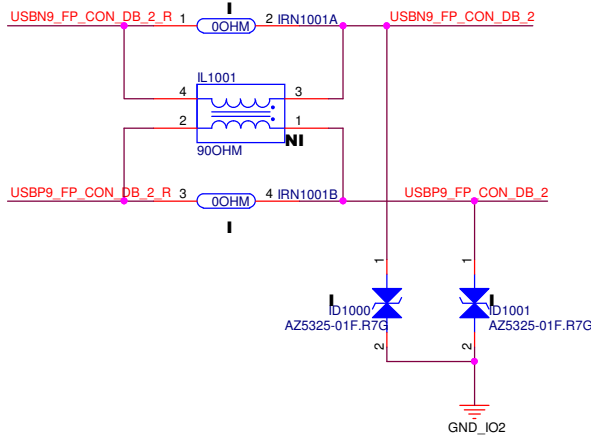 I
USBN9_FP_CON_DB_2_R 1 0OHM 2 IRN1001A USBN9_FP_CON_DB_2
IL1001
4 3
2 1
90OHM NI
USBP9_FP_CON_DB_2_R 3 0OHM 4 IRN1001B USBP9_FP_CON_DB_2
I
1 1
I ID1000 I ID1001
AZ5325-01F.R7G AZ5325-01F.R7G
2 2
GND_IO2